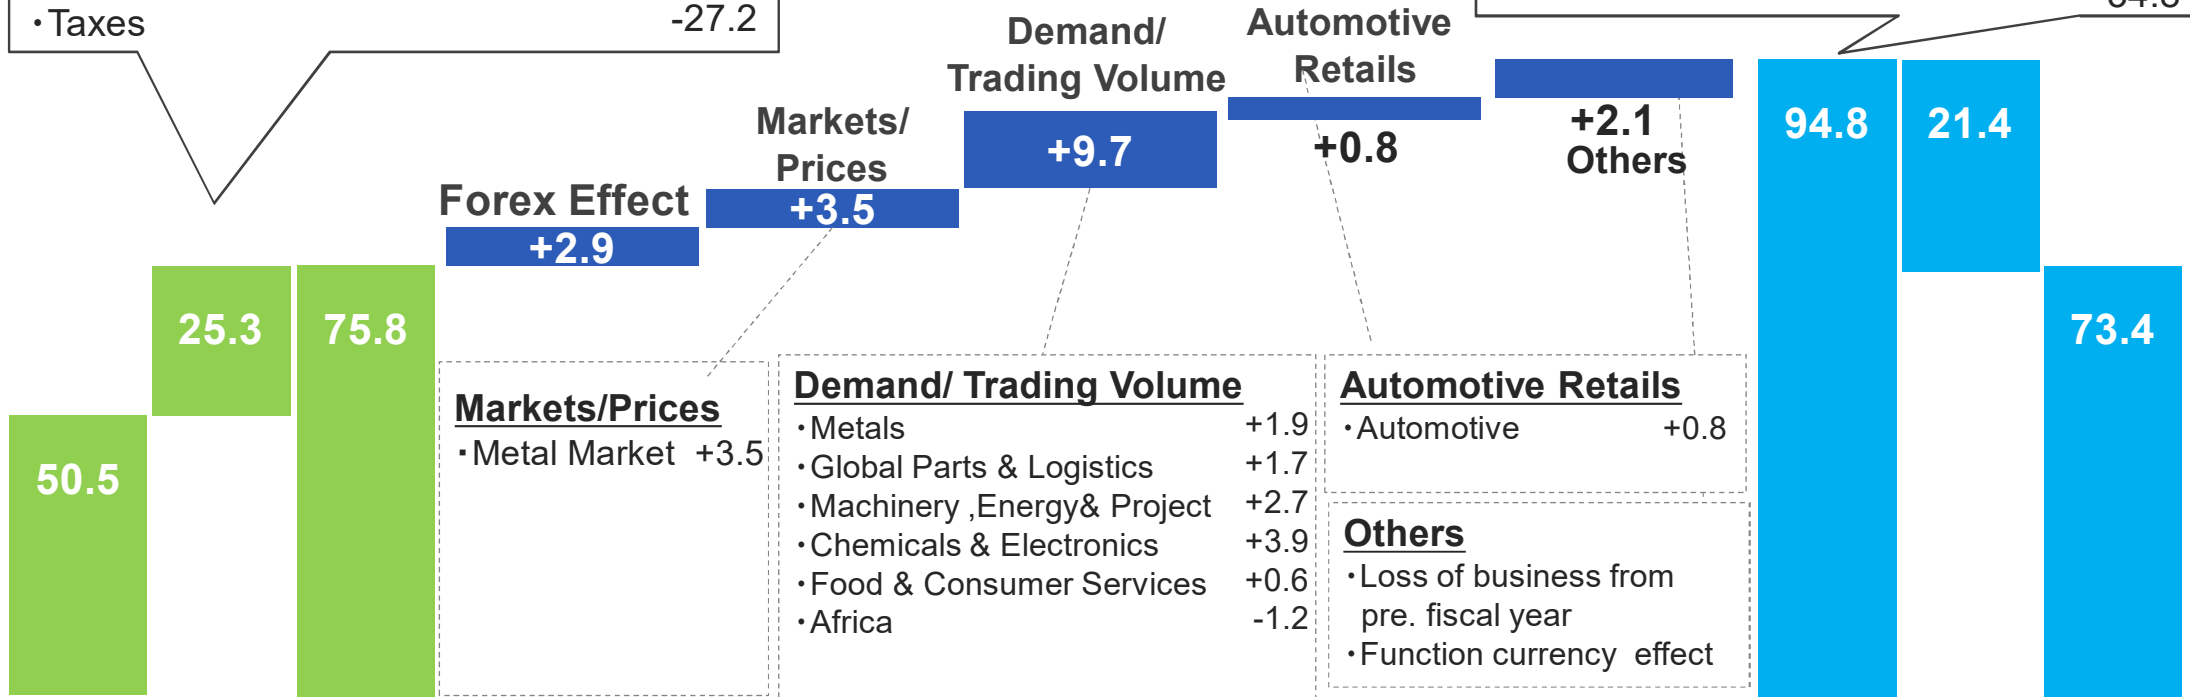 ・Taxes -27.2
Demand/
Trading Volume
Automotive
Retails
Markets/
Prices
Forex Effect
+2.9
+3.5
+9.7
+0.8
+2.1
Others
94.8
21.4
73.4
25.3
75.8
50.5
Markets/Prices
・Metal Market +3.5
Demand/ Trading Volume
・Metals +1.9
・Global Parts & Logistics +1.7
・Machinery ,Energy& Project +2.7
・Chemicals & Electronics +3.9
・Food & Consumer Services +0.6
・Africa -1.2
Automotive Retails
・Automotive +0.8
Others
・Loss of business from
pre. fiscal year
・Function currency effect